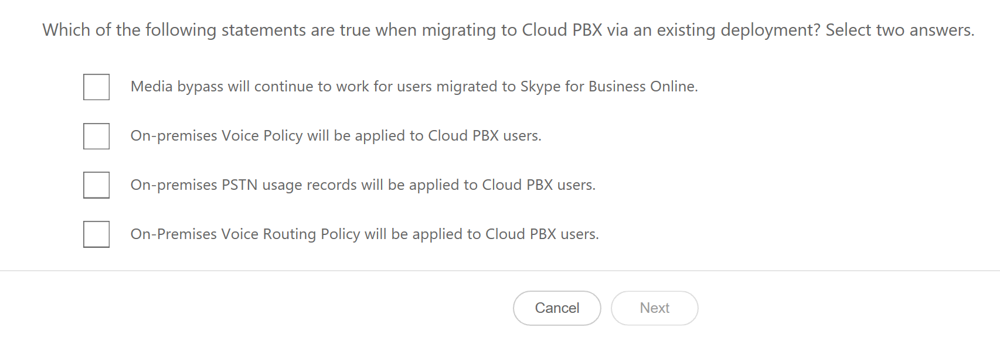 Which of the following statements are true when migrating to Cloud PBX via an existing deployment? Select two answers.
Media bypass will continue to work for users migrated to Skype for Business Online.
On-premises Voice Policy will be applied to Cloud PBX users.
On-premises PSTN usage records will be applied to Cloud PBX users.
On-Premises Voice Routing Policy will be applied to Cloud PBX users.
Cancel Next